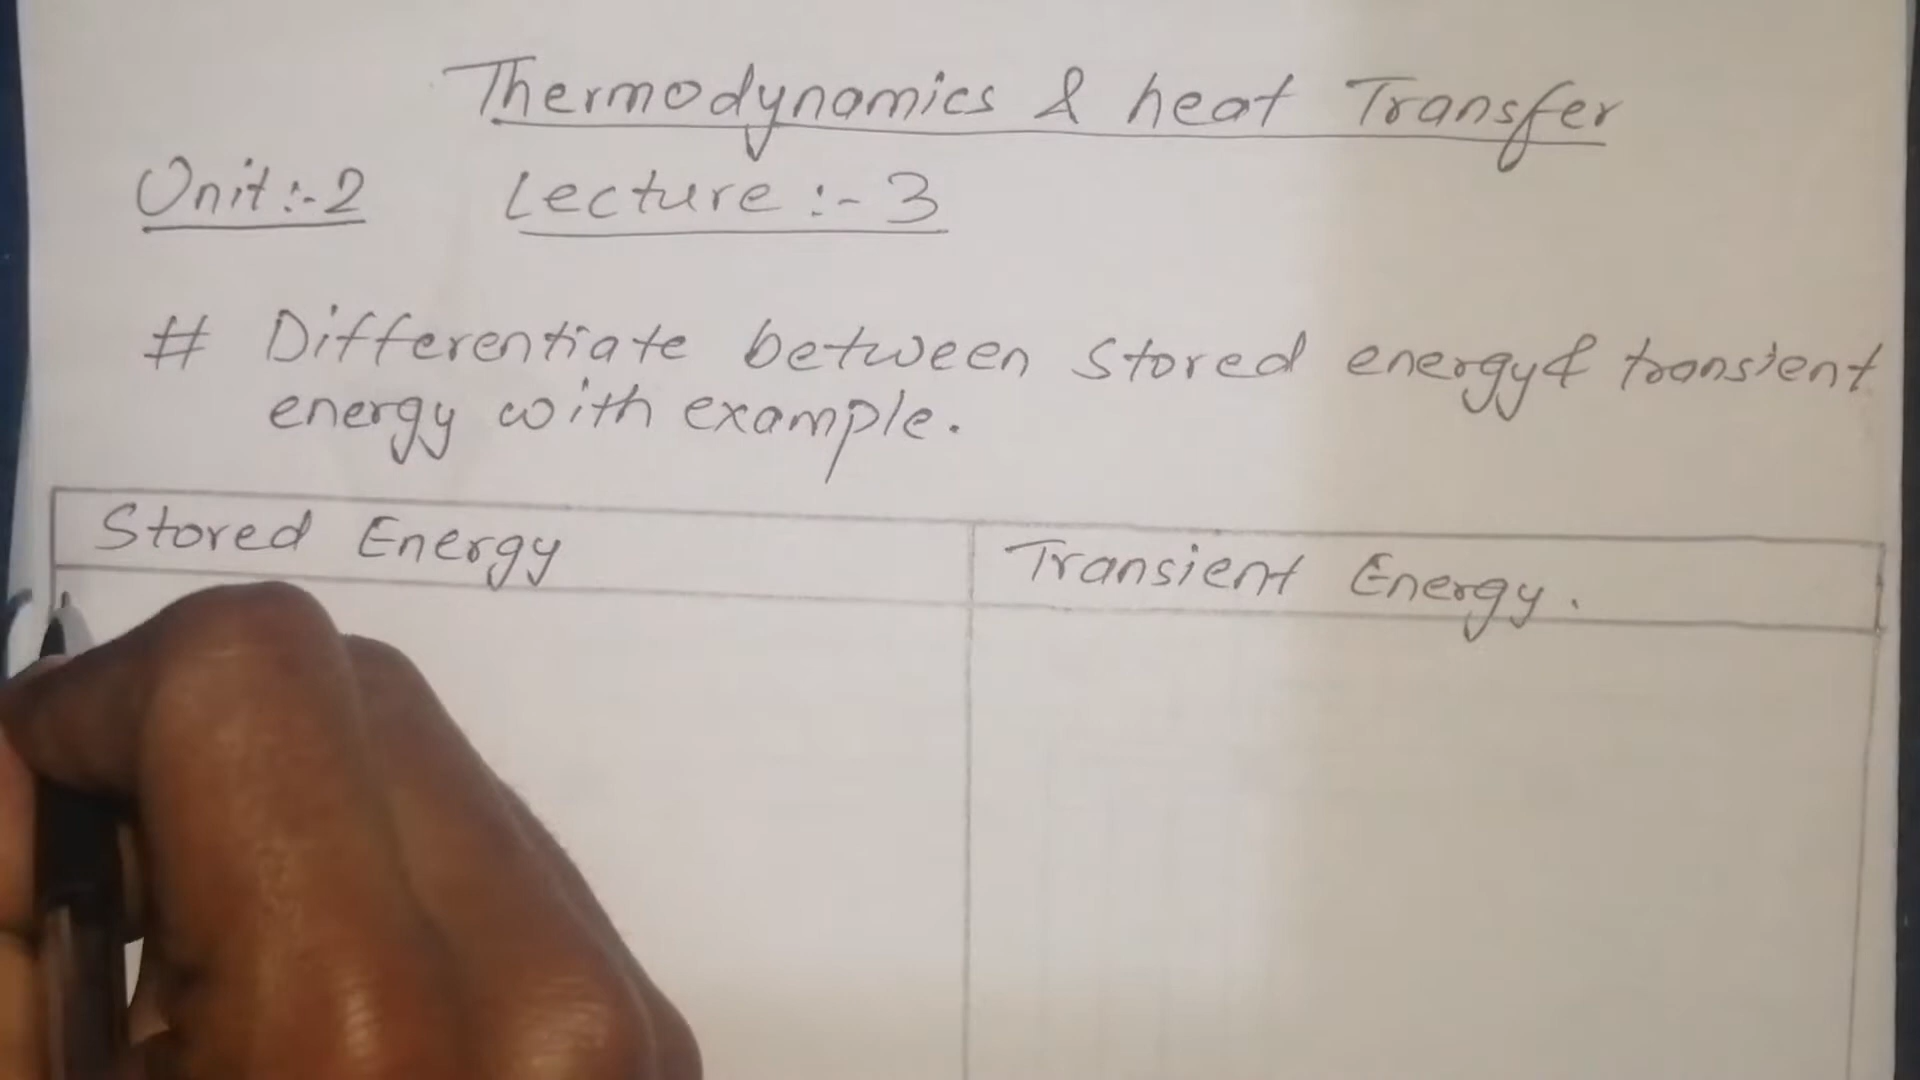 Thermodynamics & heat Transfer
Unit:-2 Lecture:-3
# Differentiate between stored energy & transient
energy with example.
Stored Energy
Transient Energy.